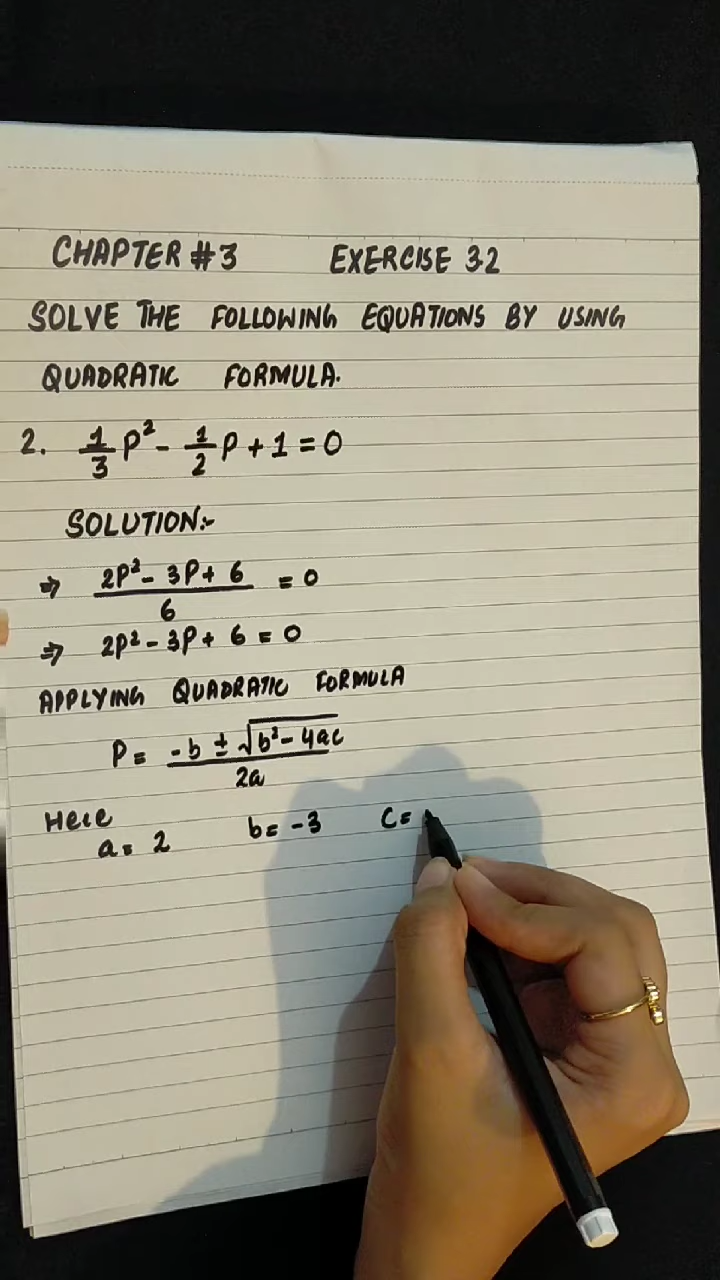 CHAPTER #3 EXERCISE 3.2
SOLVE THE FOLLOWING EQUATIONS BY USING
QUADRATIC FORMULA.
2. 1/3 P² - 1/2 P + 1 = 0
SOLUTION:-
⇒ (2P² - 3P + 6)/6 = 0
⇒ 2P² - 3P + 6 = 0
APPLYING QUADRATIC FORMULA
P = (-b ± √(b² - 4ac))/2a
Here
a = 2 b = -3 c =